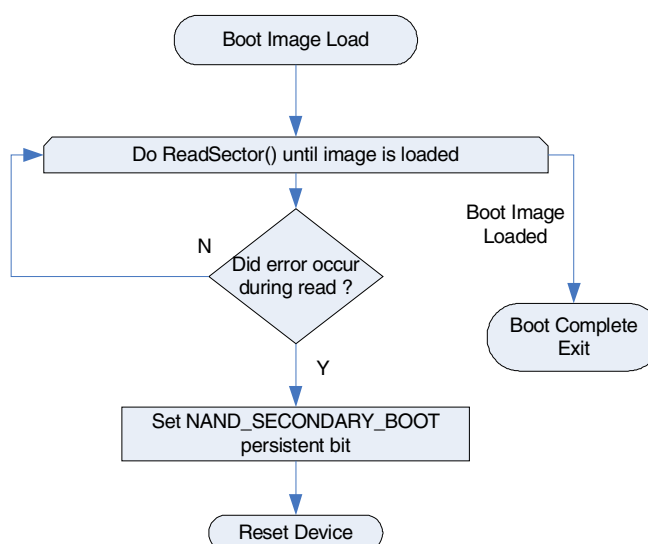 Boot Image Load
Do ReadSector() until image is loaded
Boot Image
Loaded
N
Did error occur
during read ?
Boot Complete
Exit
Y
Set NAND_SECONDARY_BOOT
persistent bit
Reset Device